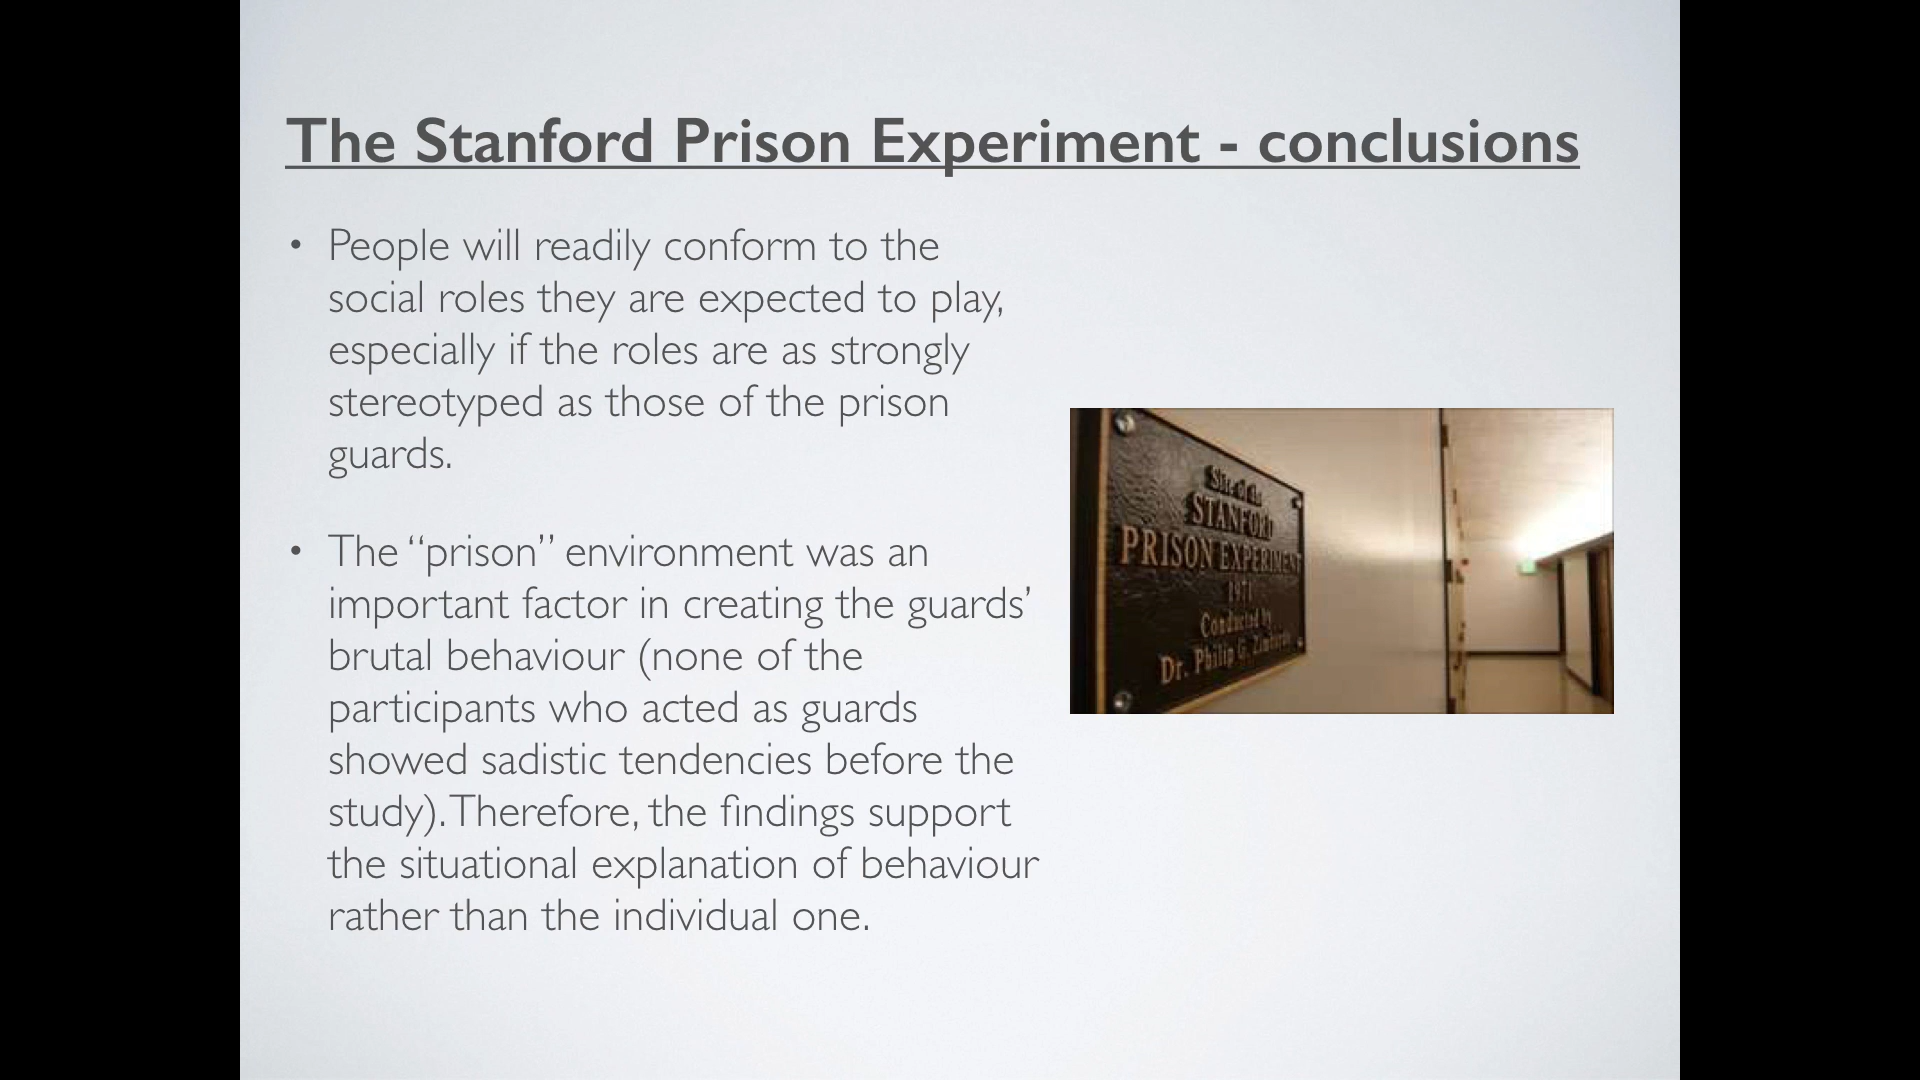 The Stanford Prison Experiment - conclusions
• People will readily conform to the
social roles they are expected to play,
especially if the roles are as strongly
stereotyped as those of the prison
guards.
• The “prison” environment was an
important factor in creating the guards’
brutal behaviour (none of the
participants who acted as guards
showed sadistic tendencies before the
study). Therefore, the findings support
the situational explanation of behaviour
rather than the individual one.
Site of the
STANFORD
PRISON EXPERIMENT
1971
Conducted by
Dr. Philip G. Zimbardo